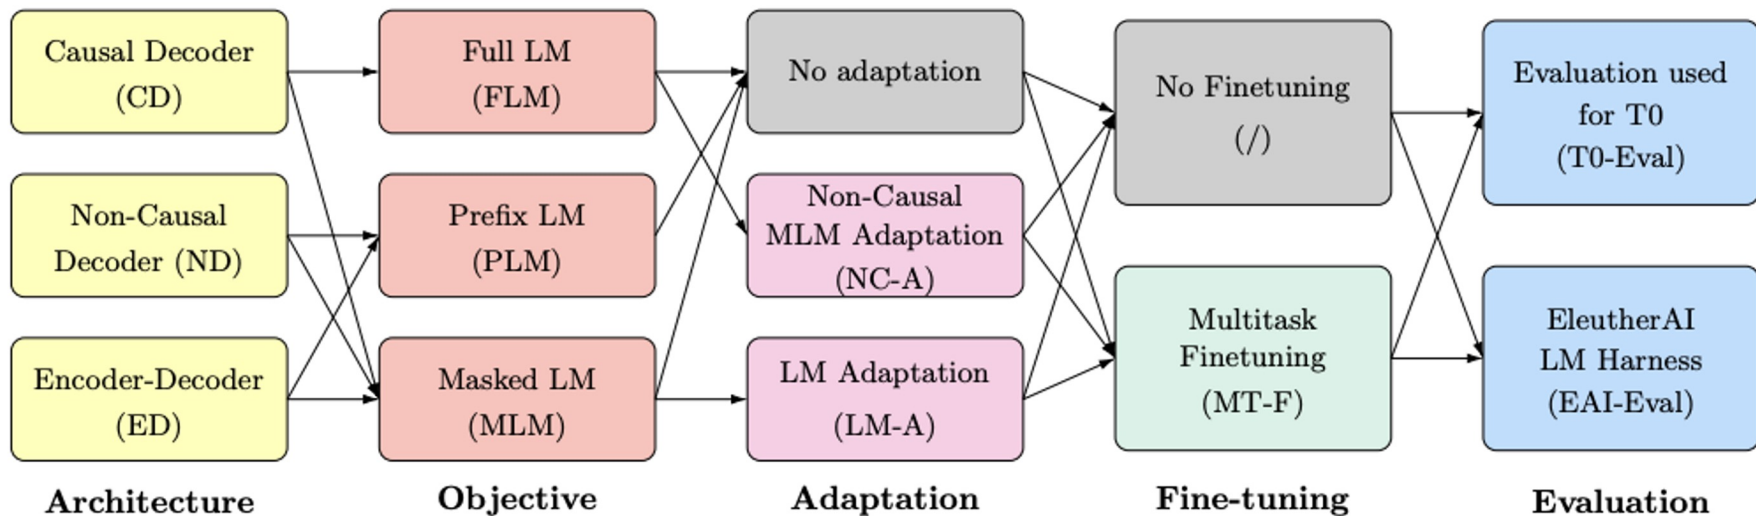 Causal Decoder
(CD)
Non-Causal
Decoder (ND)
Encoder-Decoder
(ED)
Architecture
Full LM
(FLM)
Prefix LM
(PLM)
Masked LM
(MLM)
Objective
No adaptation
Non-Causal
MLM Adaptation
(NC-A)
LM Adaptation
(LM-A)
Adaptation
No Finetuning
(/)
Multitask
Finetuning
(MT-F)
Fine-tuning
Evaluation used
for T0
(T0-Eval)
EleutherAI
LM Harness
(EAI-Eval)
Evaluation